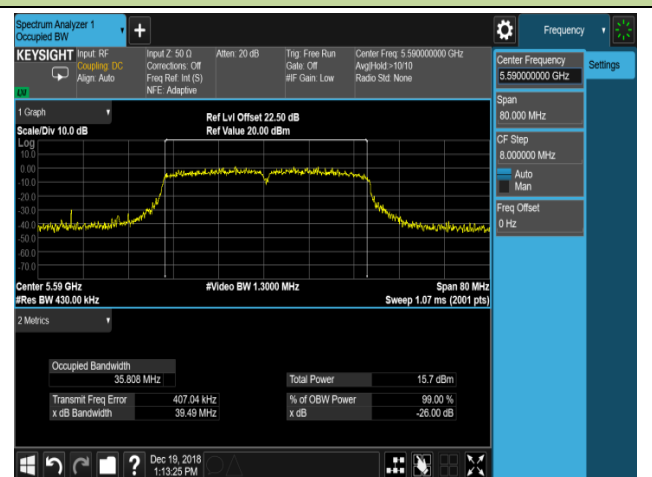 Spectrum Analyzer 1
Occupied BW
+
Frequency
KEYSIGHT
Input: RF
Coupling: DC
Align: Auto
Input Z: 50 Ω
Corrections: Off
Freq Ref: Int (S)
NFE: Adaptive
Atten: 20 dB
Trig: Free Run
Gate: Off
#IF Gain: Low
Center Freq: 5.590000000 GHz
Avg|Hold:>10/10
Radio Std: None
LXI
Center Frequency
5.590000000 GHz
Settings
Span
80.000 MHz
CF Step
8.000000 MHz
Auto
Man
Freq Offset
0 Hz
1 Graph
Scale/Div 10.0 dB
Ref Lvl Offset 22.50 dB
Ref Value 20.00 dBm
Log
10.0
0.00
-10.0
-20.0
-30.0
-40.0
-50.0
-60.0
-70.0
Center 5.59 GHz
#Video BW 1.3000 MHz
Span 80 MHz
#Res BW 430.00 kHz
Sweep 1.07 ms (2001 pts)
2 Metrics
Occupied Bandwidth
35.808 MHz
Total Power
15.7 dBm
Transmit Freq Error
407.04 kHz
% of OBW Power
99.00 %
x dB Bandwidth
39.49 MHz
x dB
-26.00 dB
?
Dec 19, 2018
1:13:25 PM